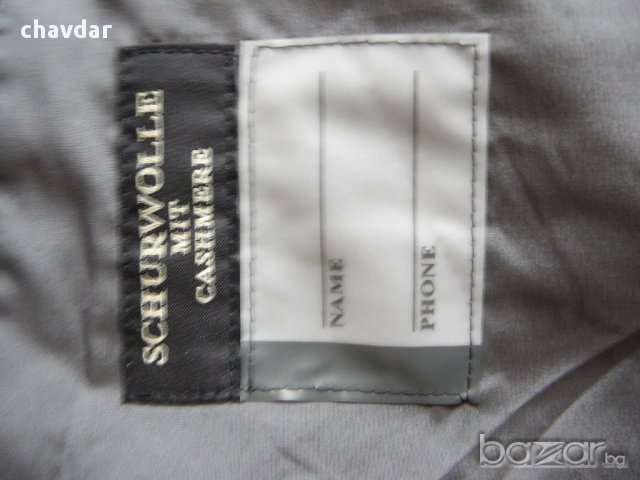 chavdar
SCHURWOLLE
MIT
CASHMERE
NAME
PHONE
bazar.bg